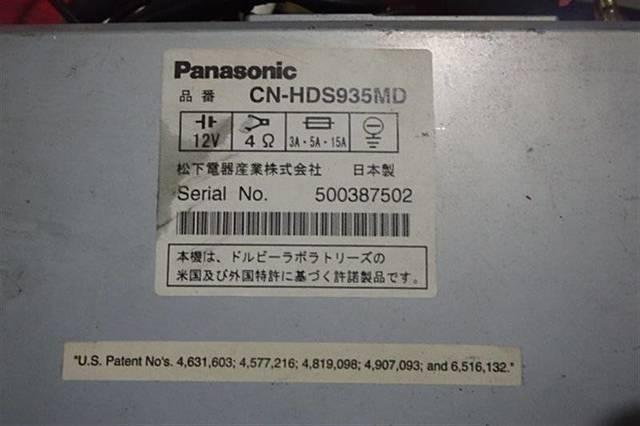 Panasonic
品番 CN-HDS935MD
12V 4Ω 3A・5A・15A
松下電器産業株式会社 日本製
Serial No. 500387502
本機は、ドルビーラボラトリーズの
米国及び外国特許に基づく許諾製品です。
"U.S. Patent No's. 4,631,603; 4,577,216; 4,819,098; 4,907,093; and 6,516,132."